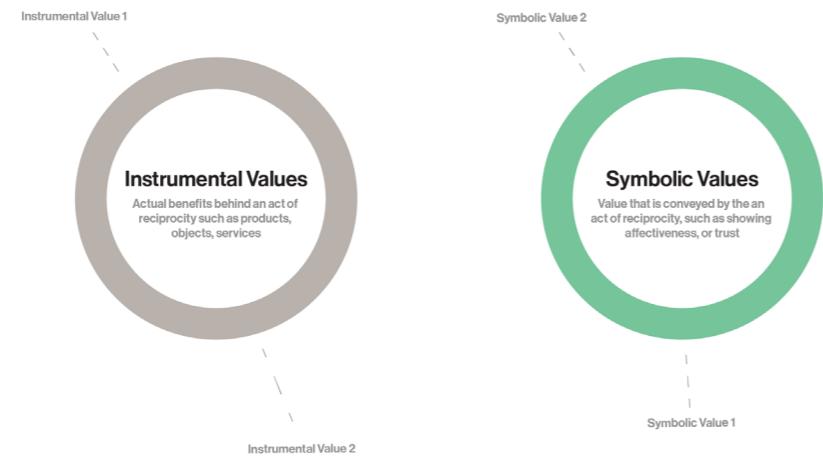 Instrumental Value 1
Symbolic Value 2
Instrumental Values
Actual benefits behind an act of
reciprocity such as products,
objects, services
Symbolic Values
Value that is conveyed by the an
act of reciprocity, such as showing
affectiveness, or trust
Symbolic Value 1
Instrumental Value 2